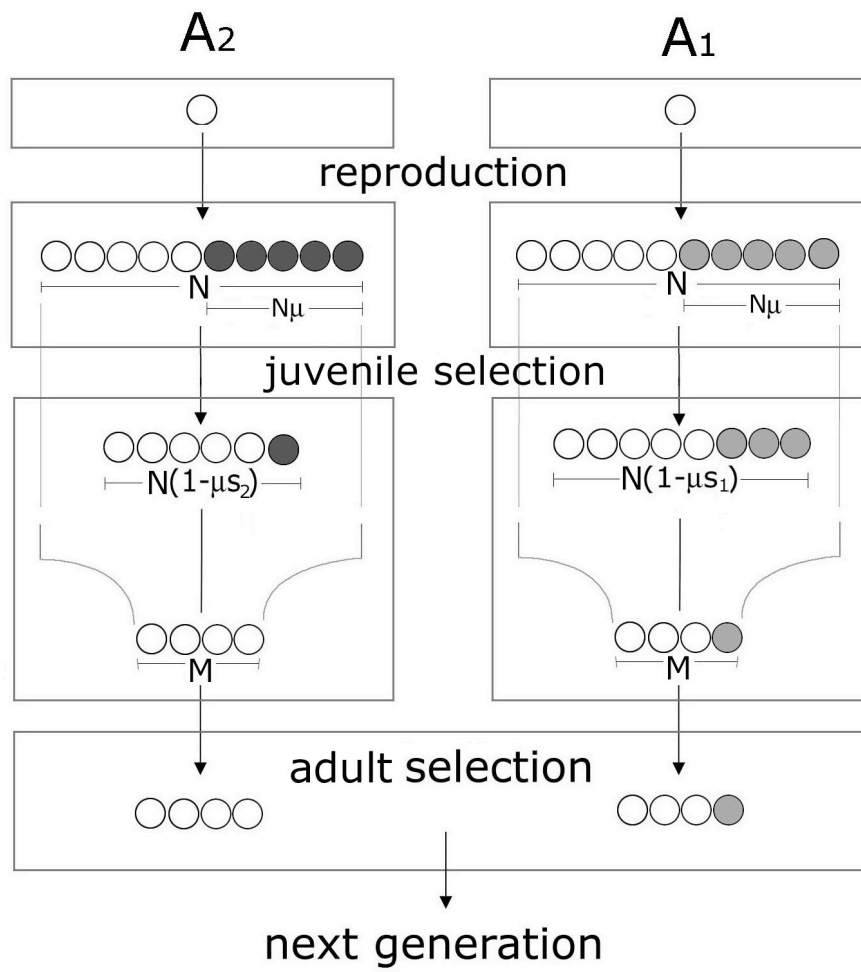 A₂ A₁
reproduction
N N
Nμ Nμ
juvenile selection
N(1-μs₂) N(1-μs₁)
M M
adult selection
next generation